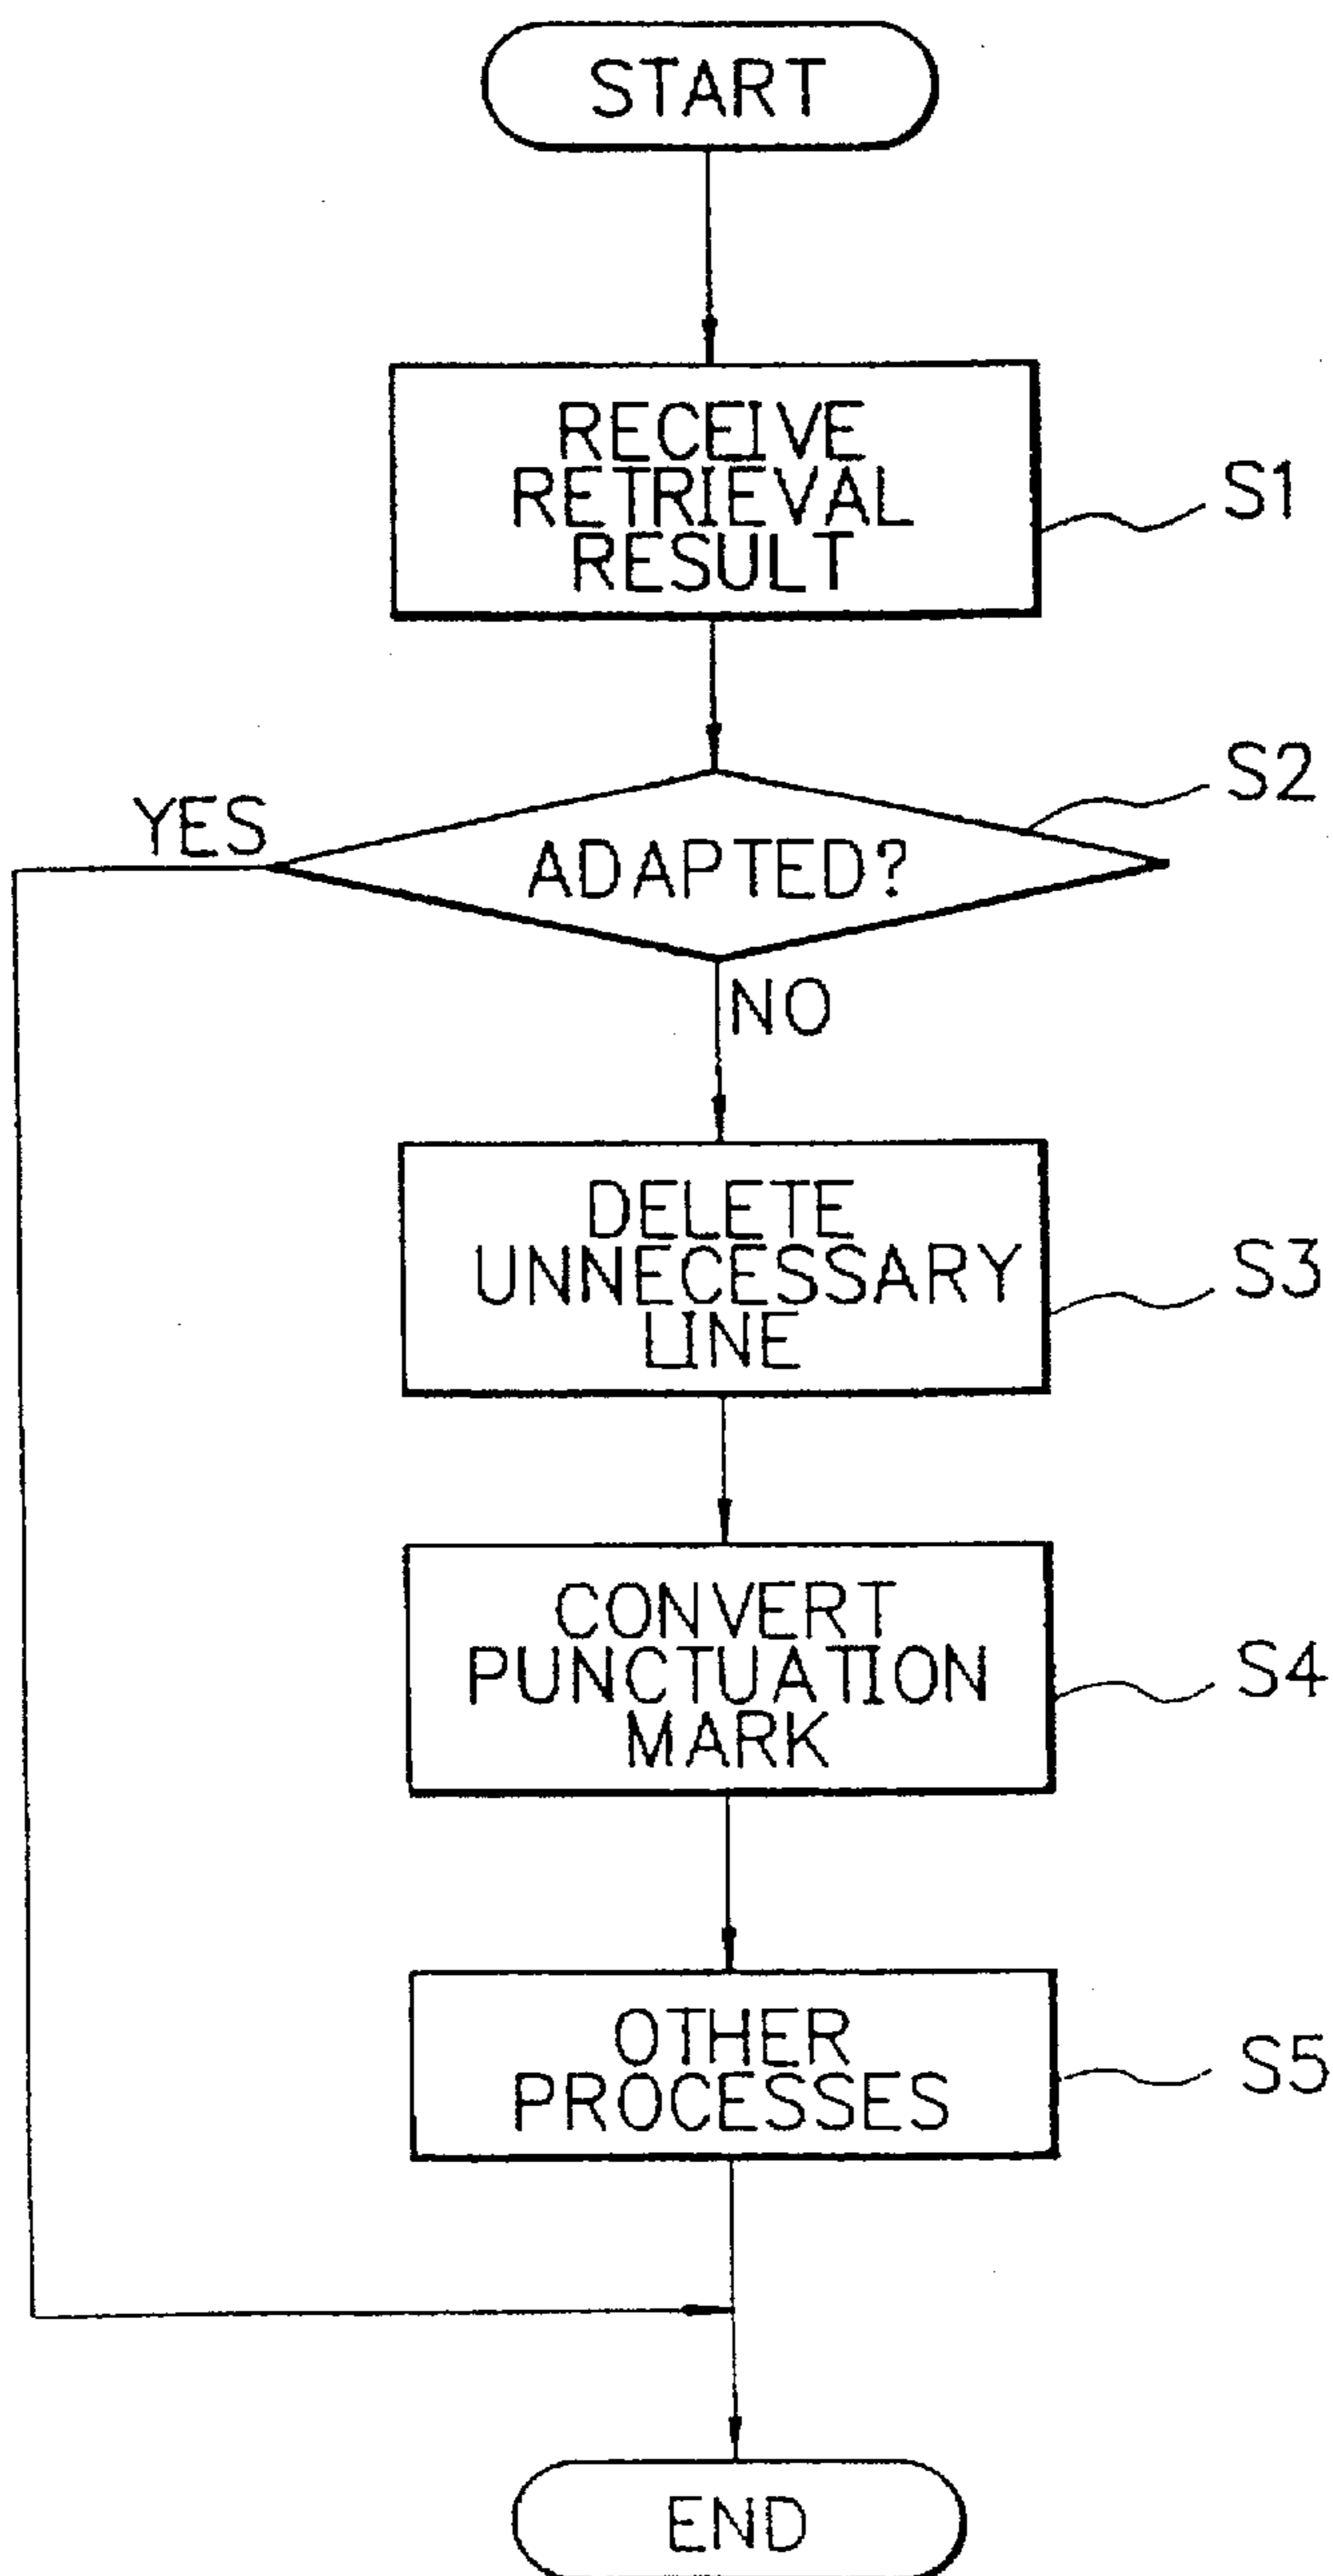 START
RECEIVE
RETRIEVAL
RESULT
S1
S2
YES
ADAPTED?
NO
DELETE
UNNECESSARY
LINE
S3
CONVERT
PUNCTUATION
MARK
S4
OTHER
PROCESSES
S5
END